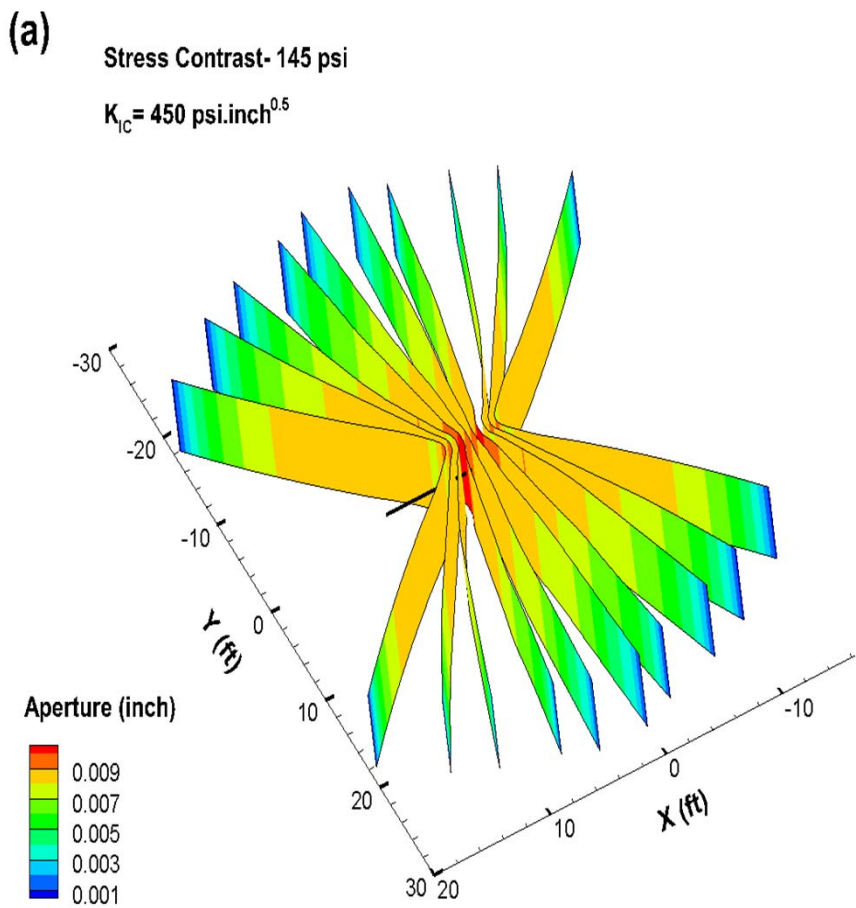 (a)
Stress Contrast- 145 psi
K_IC= 450 psi.inch^0.5
-30
-20
-10
0
10
20
30
Y (ft)
20
10
0
-10
X (ft)
Aperture (inch)
0.009
0.007
0.005
0.003
0.001